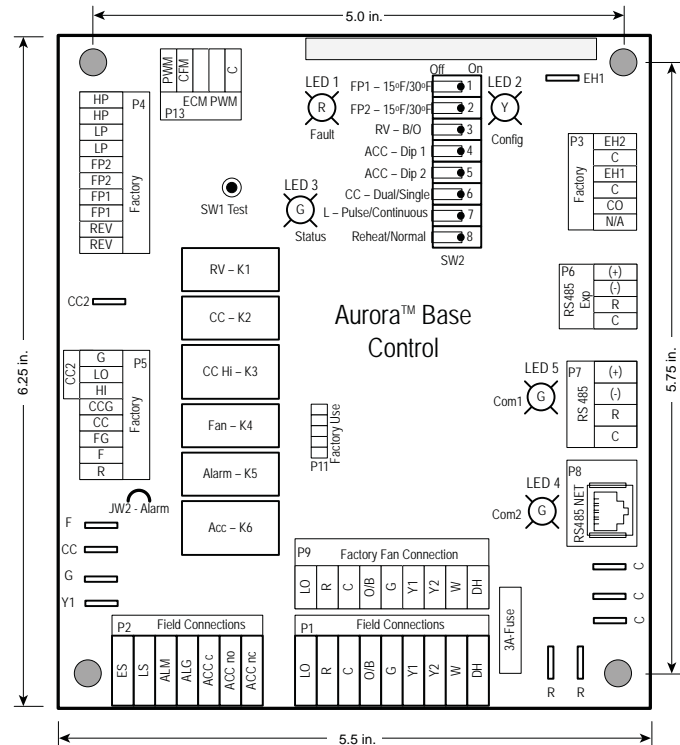 5.0 in.
6.25 in.
5.75 in.
5.5 in.
PWM
CFM
C
ECM PWM
P13
LED 1
R
Fault
Off
On
LED 2
Y
Config
EH1
FP1 – 15ºF/30ºF
1
FP2 – 15ºF/30ºF
2
RV – B/O
3
ACC – Dip 1
4
ACC – Dip 2
5
CC – Dual/Single
6
L – Pulse/Continuous
7
Reheat/Normal
8
SW2
HP
HP
LP
LP
FP2
FP2
FP1
FP1
REV
REV
P4
Factory
SW1 Test
LED 3
G
Status
P3
Factory
EH2
C
EH1
C
CO
N/A
CC2
RV – K1
CC – K2
CC Hi – K3
Fan – K4
Alarm – K5
Acc – K6
Aurora™ Base
Control
P6
RS485
Exp
(+)
(-)
R
C
CC2
G
LO
HI
CCG
CC
FG
F
R
P5
Factory
JW2 - Alarm
P11
Factory Use
LED 5
Com1
G
P7
RS 485
(+)
(-)
R
C
LED 4
Com2
G
P8
RS485 NET
F
CC
G
Y1
P9
Factory Fan Connection
LO
R
C
O/B
G
Y1
Y2
W
DH
C
C
C
3A-Fuse
P2
Field Connections
ES
LS
ALM
ALG
ACC c
ACC no
ACC nc
P1
Field Connections
LO
R
C
O/B
G
Y1
Y2
W
DH
R
R